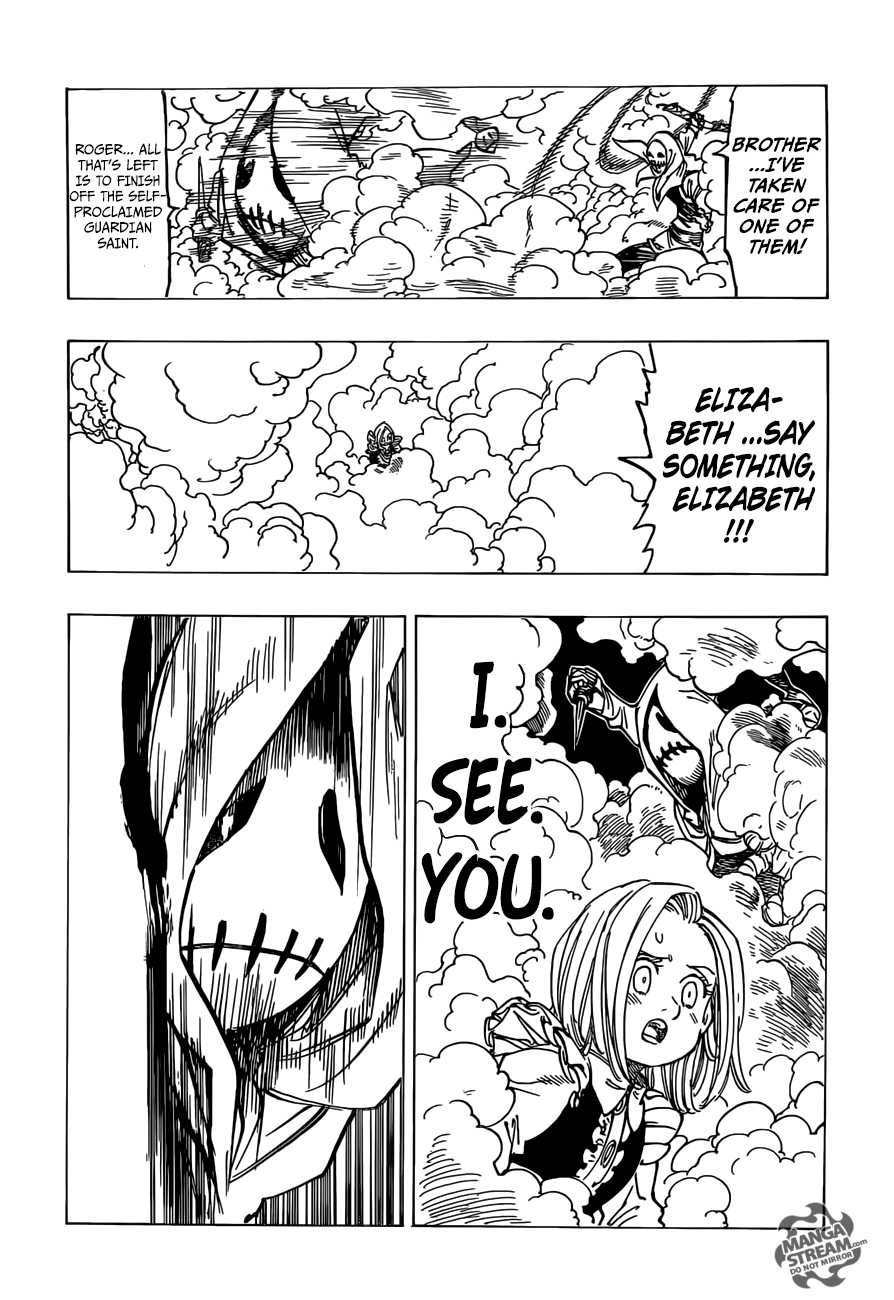 BROTHER
...I'VE
TAKEN
CARE OF
ONE OF
THEM!
ROGER... ALL
THAT'S LEFT
IS TO FINISH
OFF THE SELF-
PROCLAIMED
GUARDIAN
SAINT.
ELIZA-
BETH ...SAY
SOMETHING,
ELIZABETH
!!!
I.
SEE.
YOU.
MANGA
STREAM.com
DO NOT MIRROR